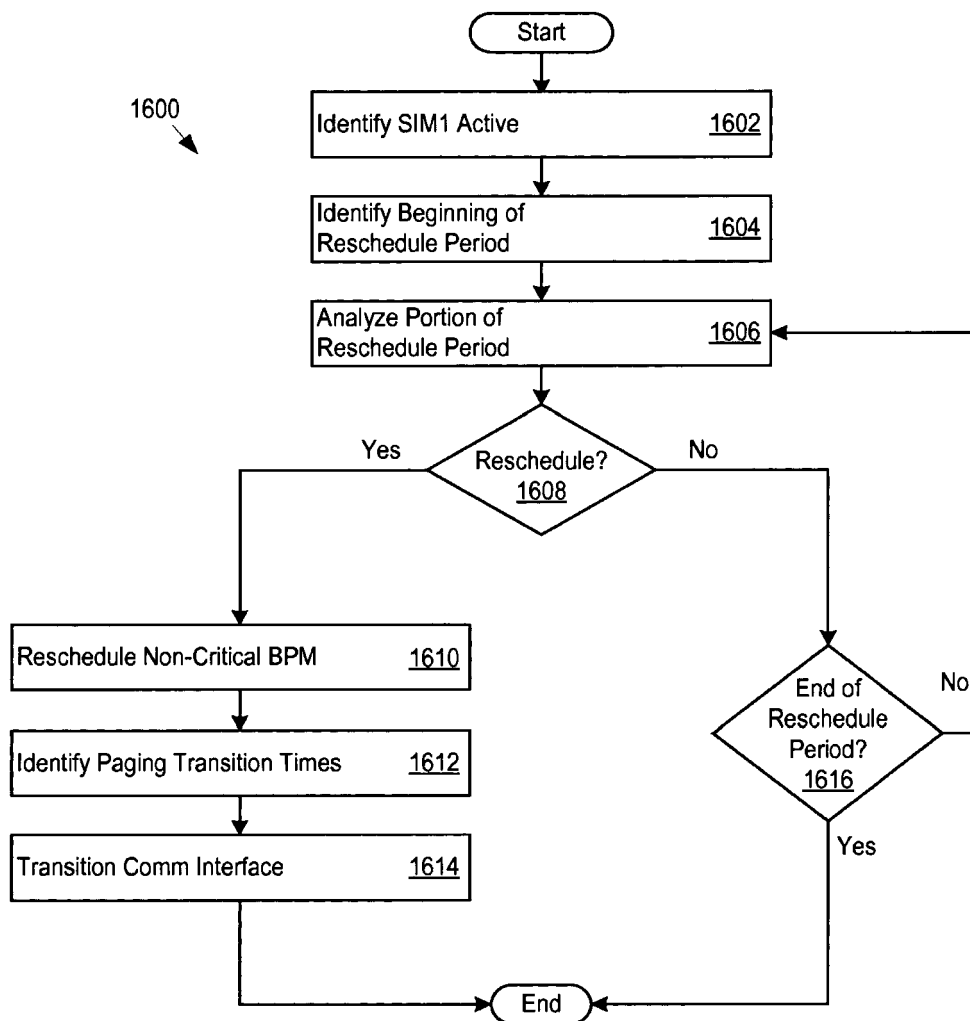 Start
1600
Identify SIM1 Active 1602
Identify Beginning of
Reschedule Period 1604
Analyze Portion of
Reschedule Period 1606
Yes
No
Reschedule?
1608
Reschedule Non-Critical BPM 1610
Identify Paging Transition Times 1612
Transition Comm Interface 1614
End of
Reschedule
Period?
1616
No
Yes
End